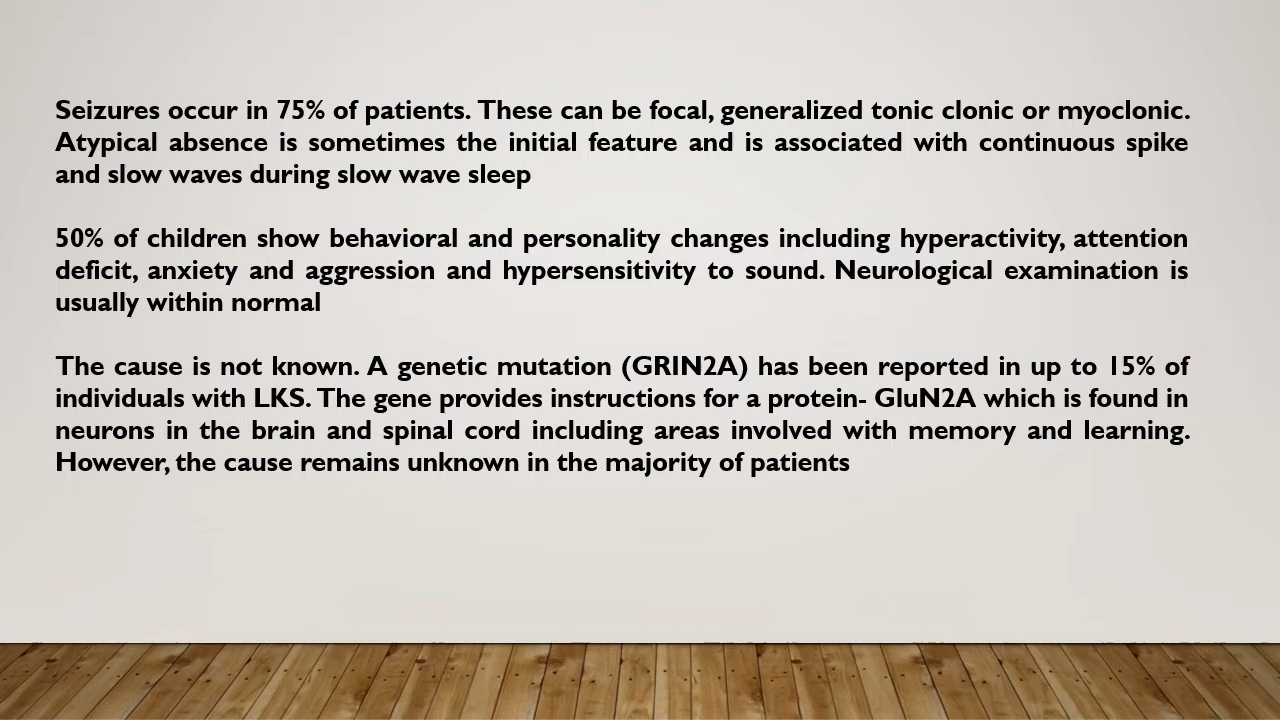 Seizures occur in 75% of patients. These can be focal, generalized tonic clonic or myoclonic.
Atypical absence is sometimes the initial feature and is associated with continuous spike
and slow waves during slow wave sleep
50% of children show behavioral and personality changes including hyperactivity, attention
deficit, anxiety and aggression and hypersensitivity to sound. Neurological examination is
usually within normal
The cause is not known. A genetic mutation (GRIN2A) has been reported in up to 15% of
individuals with LKS. The gene provides instructions for a protein- GluN2A which is found in
neurons in the brain and spinal cord including areas involved with memory and learning.
However, the cause remains unknown in the majority of patients